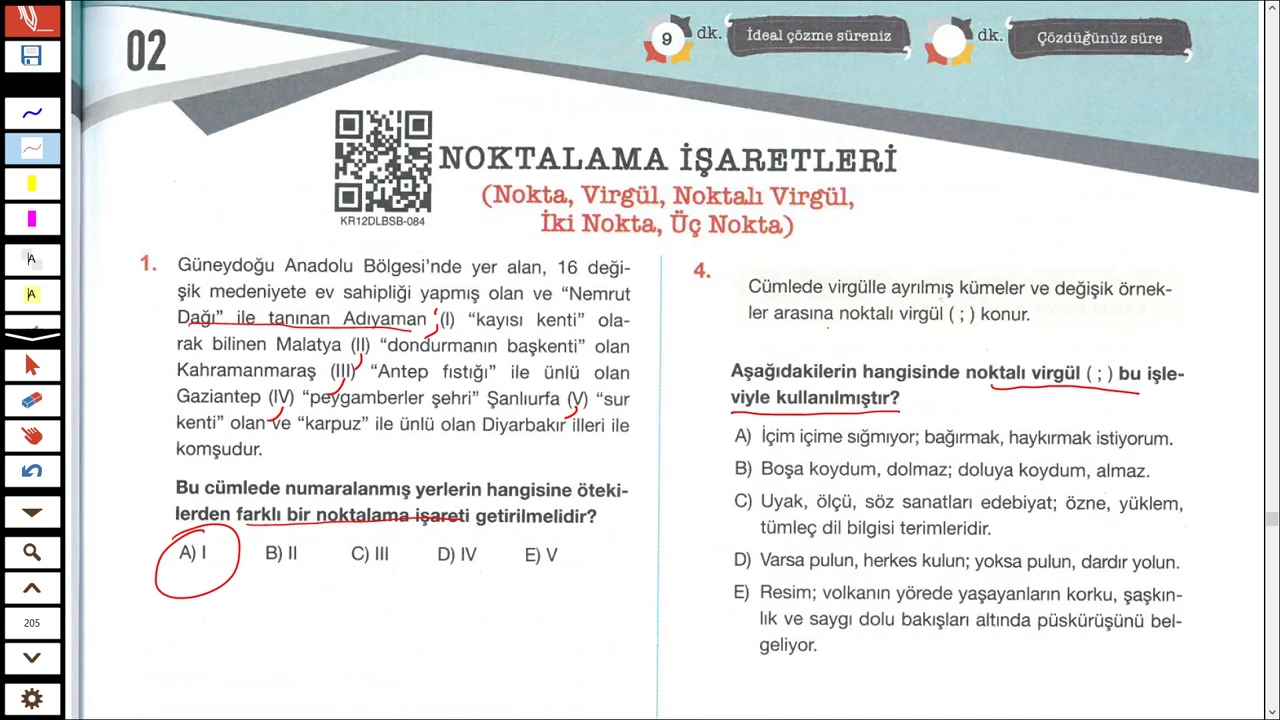 02
9
dk.
İdeal çözme süreniz
dk.
Çözdüğünüz süre
KR12DLBSB-084
NOKTALAMA İŞARETLERİ
(Nokta, Virgül, Noktalı Virgül,
İki Nokta, Üç Nokta)
1.
Güneydoğu Anadolu Bölgesi’nde yer alan, 16 deği-
şik medeniyete ev sahipliği yapmış olan ve “Nemrut
Dağı” ile tanınan Adıyaman (I) “kayısı kenti” ola-
rak bilinen Malatya (II) “dondurmanın başkenti” olan
Kahramanmaraş (III) “Antep fıstığı” ile ünlü olan
Gaziantep (IV) “peygamberler şehri” Şanlıurfa (V) “sur
kenti” olan ve “karpuz” ile ünlü olan Diyarbakır illeri ile
komşudur.
Bu cümlede numaralanmış yerlerin hangisine öteki-
lerden farklı bir noktalama işareti getirilmelidir?
A) I B) II C) III D) IV E) V
4.
Cümlede virgülle ayrılmış kümeler ve değişik örnek-
ler arasına noktalı virgül ( ; ) konur.
Aşağıdakilerin hangisinde noktalı virgül ( ; ) bu işle-
viyle kullanılmıştır?
A) İçim içime sığmıyor; bağırmak, haykırmak istiyorum.
B) Boşa koydum, dolmaz; doluya koydum, almaz.
C) Uyak, ölçü, söz sanatları edebiyat; özne, yüklem,
tümleç dil bilgisi terimleridir.
D) Varsa pulun, herkes kulun; yoksa pulun, dardır yolun.
E) Resim; volkanın yörede yaşayanların korku, şaşkın-
lık ve saygı dolu bakışları altında püskürüşünü bel-
geliyor.
A
A
205